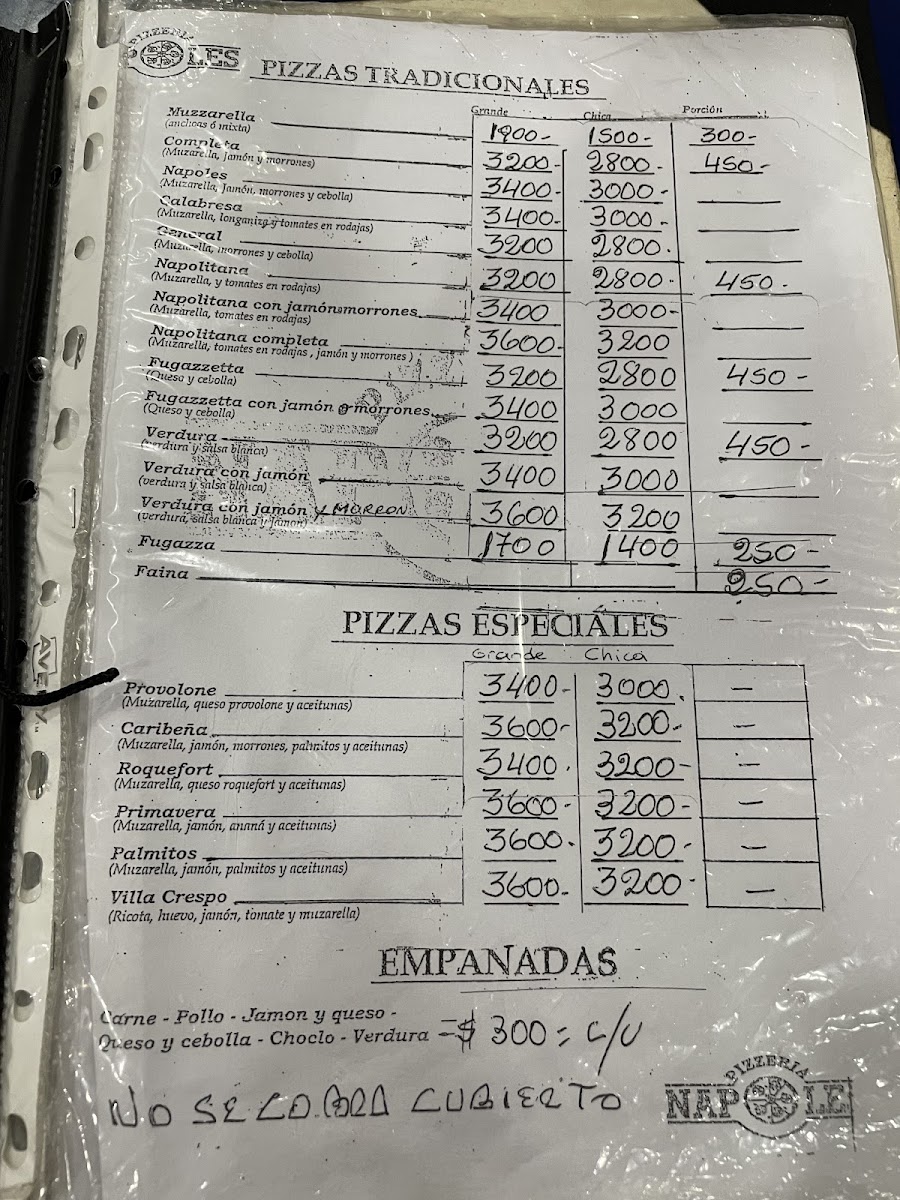 PIZZERIA
LES
PIZZAS TRADICIONALES
Grande Chica Porción
Muzzarella 1900- 1500- 300-
(anchoas ó mixta)
Completa 3200- 2800- 450-
(Muzarella, jamón y morrones)
Napoles 3400- 3000-
(Muzarella, Jamón, morrones y cebolla)
Calabresa 3400- 3000-
(Muzarella, longaniza y tomates en rodajas)
General 3200 2800-
(Muzarella, morrones y cebolla)
Napolitana 3200 2800- 450-
(Muzarella, y tomates en rodajas)
Napolitana con jamón o morrones 3400 3000-
(Muzarella, tomates en rodajas)
Napolitana completa 3600- 3200
(Muzarella, tomates en rodajas , jamón y morrones )
Fugazzetta 3200 2800 450-
(Queso y cebolla)
Fugazzetta con jamón o morrones 3400 3000
(Queso y cebolla)
Verdura 3200 2800 450-
(verdura y salsa blanca)
Verdura con jamón 3400 3000
(verdura y salsa blanca)
Verdura con jamón y MORRON 3600 3200
(verdura, salsa blanca y jamon)
Fugazza 1700 1400 250-
Faina 250-
PIZZAS ESPECIÁLES
Grande Chica
Provolone 3400- 3000. -
(Muzarella, queso provolone y aceitunas)
Caribeña 3600- 3200- -
(Muzarella, jamón, morrones, palmitos y aceitunas)
Roquefort 3400. 3200- -
(Muzarella, queso roquefort y aceitunas)
Primavera 3600- 3200- -
(Muzarella, jamón, ananá y aceitunas)
Palmitos 3600. 3200- -
(Muzarella, jamón, palmitos y aceitunas)
Villa Crespo 3600- 3200- -
(Ricota, huevo, jamón, tomate y muzarella)
EMPANADAS
Carne - Pollo - Jamon y queso -
Queso y cebolla - Choclo - Verdura =$ 300= C/U
NO SE COBRA CUBIERTO
PIZZERIA
NAP LE